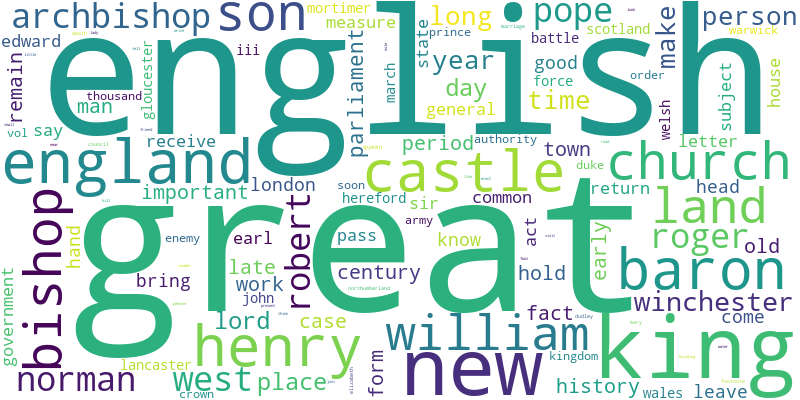 archbishop son mortimer long pope person
measure scotland warwick
edward iii english state prince battle make
remain gloucester parliament march year good house
thousand man day force order
vol say general time subject
receive period authority welsh letter
england castle town church
important london soon duke return head
hereford sir common land
bishop hand great robert army act early roger old
enemy earl pass know
bring late century hold baron
government work john northumberland fact winchester
lord case william come
henry new dudley king
lancaster kingdom
norman west place form history wales leave
crown elizabeth